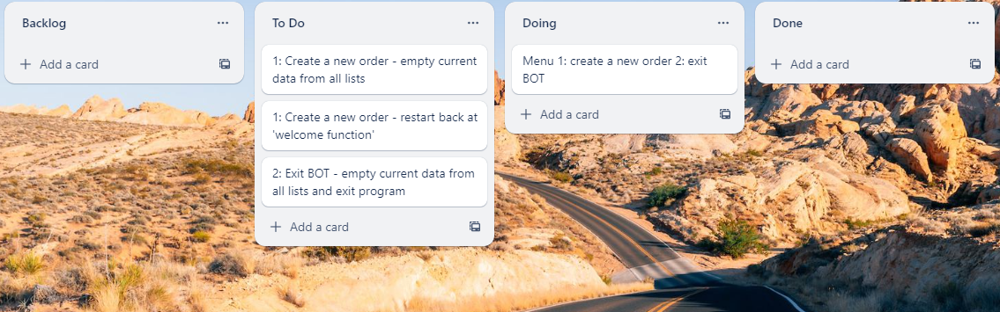 Backlog
Add a card
To Do
1: Create a new order - empty current
data from all lists
1: Create a new order - restart back at
'welcome function'
2: Exit BOT - empty current data from
all lists and exit program
Add a card
Doing
Menu 1: create a new order 2: exit
BOT
Add a card
Done
Add a card